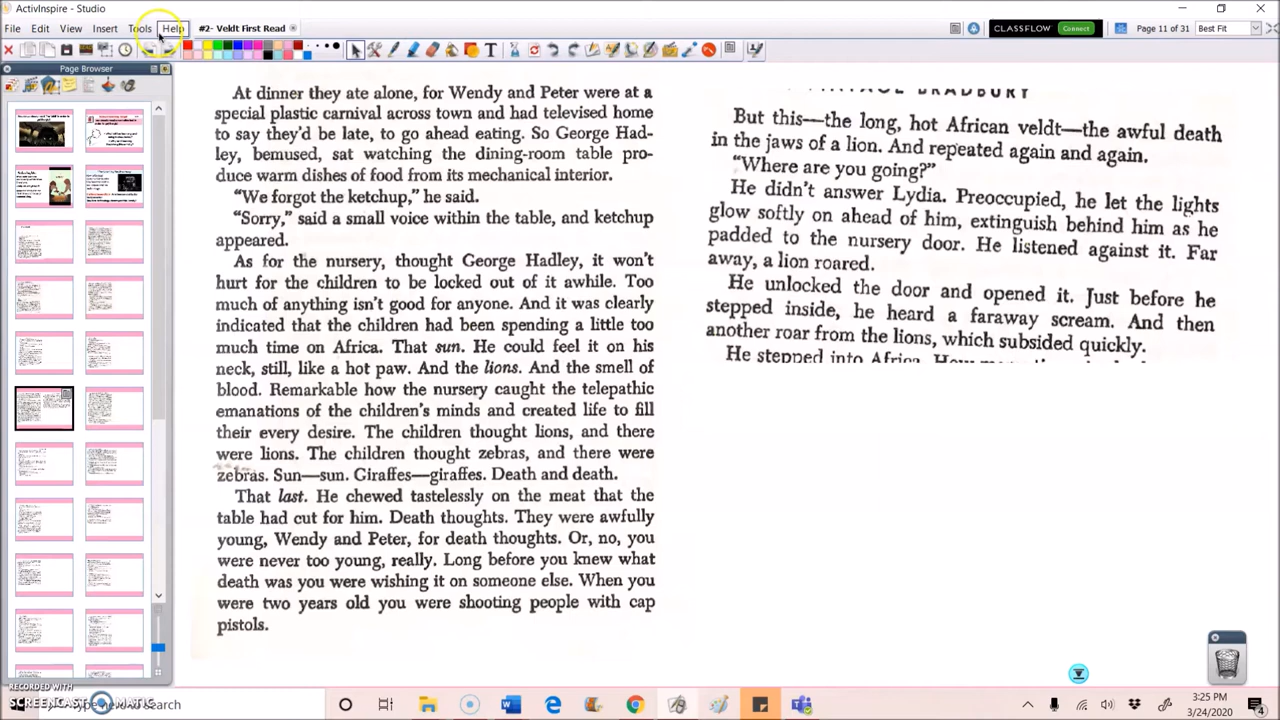 ActivInspire - Studio
File Edit View Insert Tools Help #2- Veldt First Read
CLASSFLOW Connect Page 11 of 31 Best Fit
Page Browser
At dinner they ate alone, for Wendy and Peter were at a
special plastic carnival across town and had televised home
to say they'd be late, to go ahead eating. So George Had-
ley, bemused, sat watching the dining-room table pro-
duce warm dishes of food from its mechanical interior.
"We forgot the ketchup," he said.
"Sorry," said a small voice within the table, and ketchup
appeared.
As for the nursery, thought George Hadley, it won't
hurt for the children to be locked out of it awhile. Too
much of anything isn't good for anyone. And it was clearly
indicated that the children had been spending a little too
much time on Africa. That sun. He could feel it on his
neck, still, like a hot paw. And the lions. And the smell of
blood. Remarkable how the nursery caught the telepathic
emanations of the children's minds and created life to fill
their every desire. The children thought lions, and there
were lions. The children thought zebras, and there were
zebras. Sun—sun. Giraffes—giraffes. Death and death.
That last. He chewed tastelessly on the meat that the
table had cut for him. Death thoughts. They were awfully
young, Wendy and Peter, for death thoughts. Or, no, you
were never too young, really. Long before you knew what
death was you were wishing it on someone else. When you
were two years old you were shooting people with cap
pistols.
BRADBURY
But this—the long, hot African veldt—the awful death
in the jaws of a lion. And repeated again and again.
"Where are you going?"
He didn't answer Lydia. Preoccupied, he let the lights
glow softly on ahead of him, extinguish behind him as he
padded to the nursery door. He listened against it. Far
away, a lion roared.
He unlocked the door and opened it. Just before he
stepped inside, he heard a faraway scream. And then
another roar from the lions, which subsided quickly.
He stepped into Africa. How
RECORDED WITH
SCREENCAST MATIC
Search
3:25 PM
3/24/2020
4